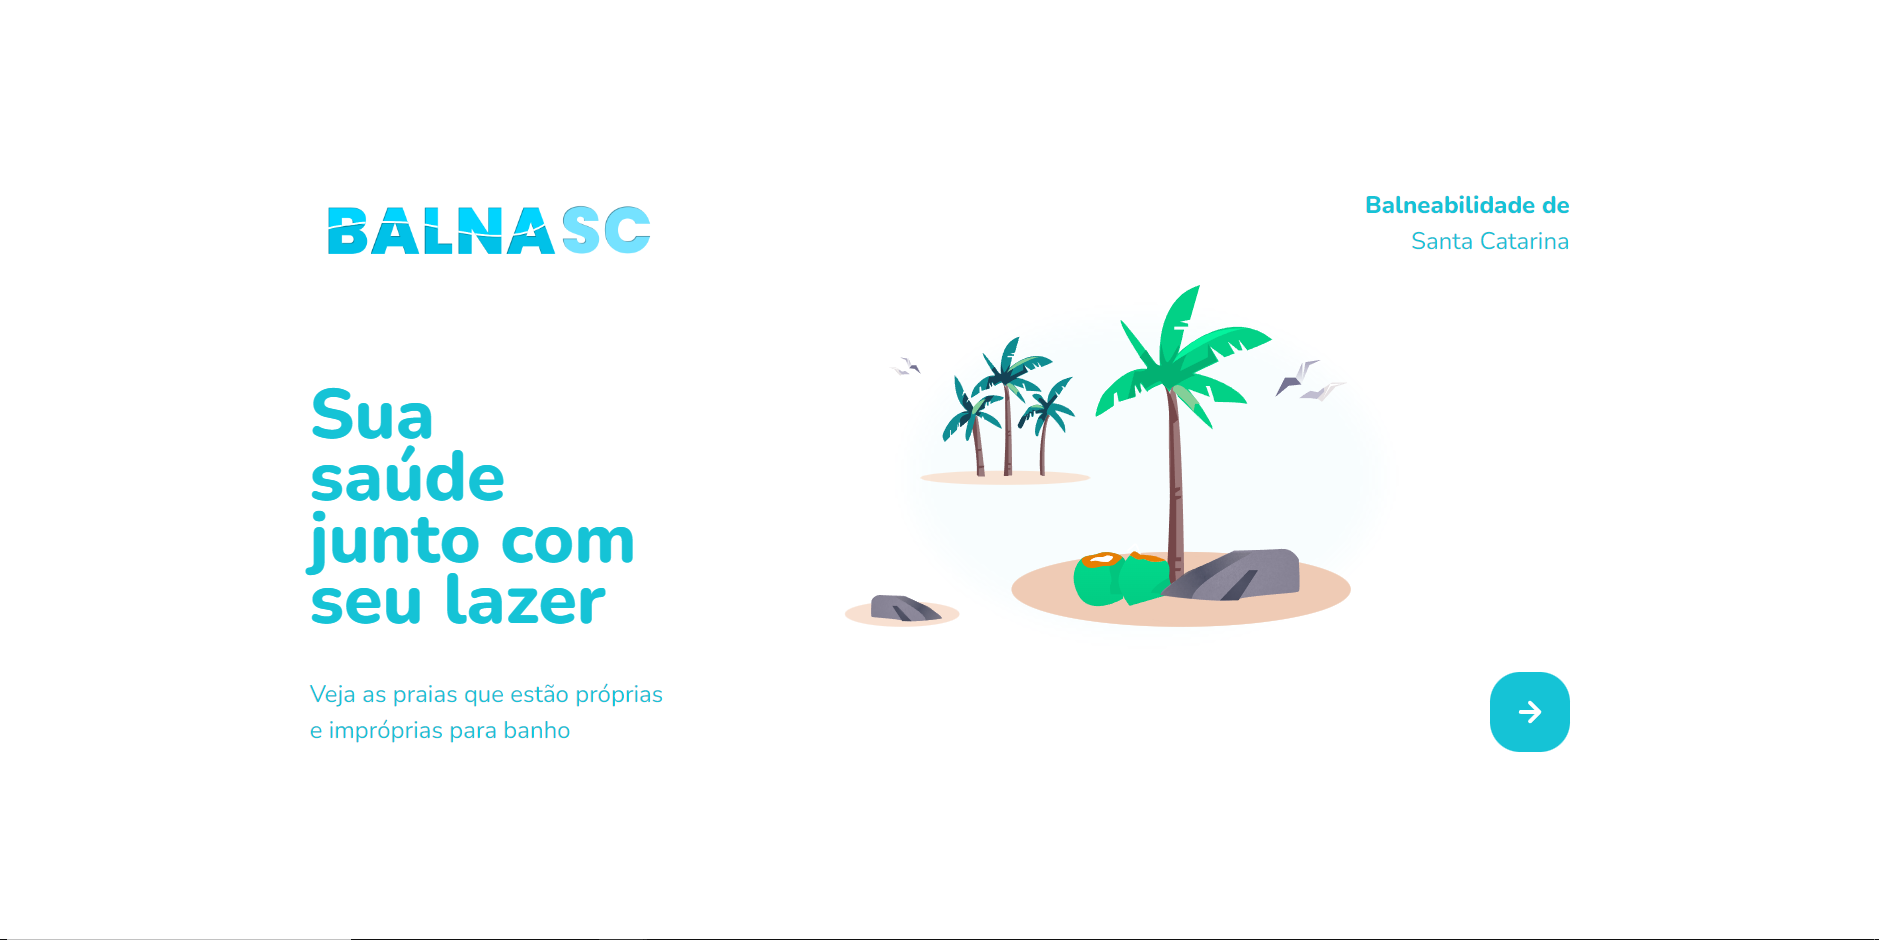 BALNASC
Balneabilidade de
Santa Catarina
Sua
saúde
junto com
seu lazer
Veja as praias que estão próprias
e impróprias para banho